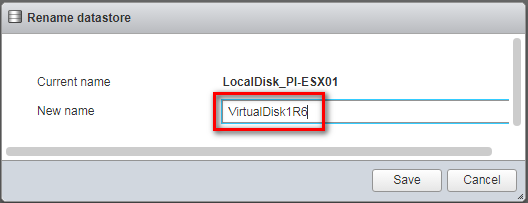 Rename datastore
Current name LocalDisk_PI-ESX01
New name VirtualDisk1R6
Save Cancel